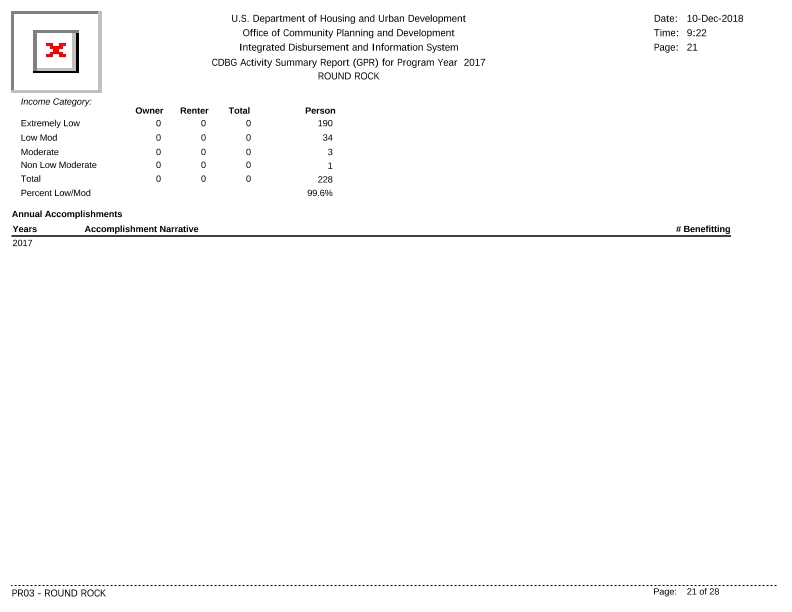 U.S. Department of Housing and Urban Development
Office of Community Planning and Development
Integrated Disbursement and Information System
CDBG Activity Summary Report (GPR) for Program Year 2017
ROUND ROCK
Date: 10-Dec-2018
Time: 9:22
Page: 21
Income Category:
Owner Renter Total Person
Extremely Low 0 0 0 190
Low Mod 0 0 0 34
Moderate 0 0 0 3
Non Low Moderate 0 0 0 1
Total 0 0 0 228
Percent Low/Mod 99.6%
Annual Accomplishments
Years Accomplishment Narrative # Benefitting
2017
PR03 - ROUND ROCK Page: 21 of 28